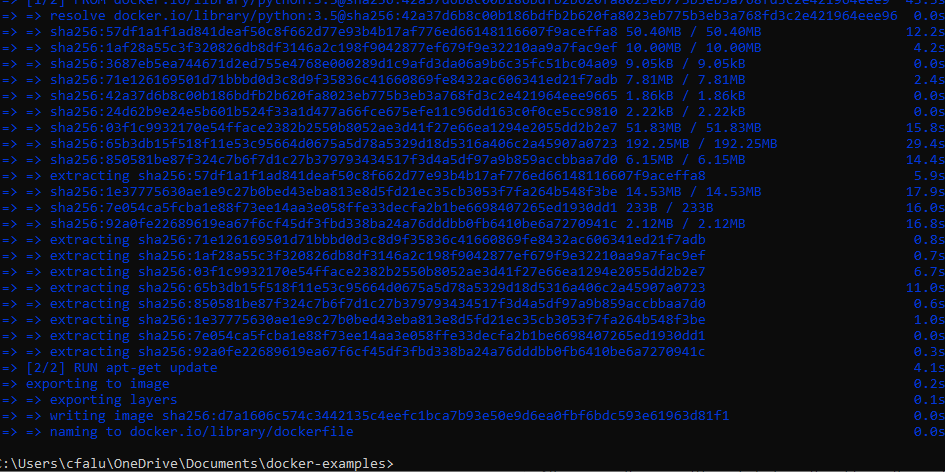 => [1/2] FROM docker.io/library/python:3.5@sha256:42a37d6b8c00b186bdfb2b620fa8023eb775b3eb3a768fd3c2e421964eee9 45.5s
=> => resolve docker.io/library/python:3.5@sha256:42a37d6b8c00b186bdfb2b620fa8023eb775b3eb3a768fd3c2e421964eee96 0.0s
=> => sha256:57df1a1f1ad841deaf50c8f662d77e93b4b17af776ed66148116607f9aceffa8 50.40MB / 50.40MB 12.2s
=> => sha256:1af28a55c3f320826db8df3146a2c198f9042877ef679f9e32210aa9a7fac9ef 10.00MB / 10.00MB 4.2s
=> => sha256:3687eb5ea744671d2ed755e4768e000289d1c9afd3da06a9b6c35fc51bc04a09 9.05kB / 9.05kB 0.0s
=> => sha256:71e126169501d71bbbd0d3c8d9f35836c41660869fe8432ac606341ed21f7adb 7.81MB / 7.81MB 2.4s
=> => sha256:42a37d6b8c00b186bdfb2b620fa8023eb775b3eb3a768fd3c2e421964eee9665 1.86kB / 1.86kB 0.0s
=> => sha256:24d62b9e24e5b601b524f33a1d477a66fce675efe11c96dd163c0f0ce5cc9810 2.22kB / 2.22kB 0.0s
=> => sha256:03f1c9932170e54fface2382b2550b8052ae3d41f27e66ea1294e2055dd2b2e7 51.83MB / 51.83MB 15.8s
=> => sha256:65b3db15f518f11e53c95664d0675a5d78a5329d18d5316a406c2a45907a0723 192.25MB / 192.25MB 29.4s
=> => sha256:850581be87f324c7b6f7d1c27b379793434517f3d4a5df97a9b859accbbaa7d0 6.15MB / 6.15MB 14.4s
=> => extracting sha256:57df1a1f1ad841deaf50c8f662d77e93b4b17af776ed66148116607f9aceffa8 5.9s
=> => sha256:1e37775630ae1e9c27b0bed43eba813e8d5fd21ec35cb3053f7fa264b548f3be 14.53MB / 14.53MB 17.9s
=> => sha256:7e054ca5fcba1e88f73ee14aa3e058ffe33decfa2b1be6698407265ed1930dd1 233B / 233B 16.0s
=> => sha256:92a0fe22689619ea67f6cf45df3fbd338ba24a76dddbb0fb6410be6a7270941c 2.12MB / 2.12MB 16.8s
=> => extracting sha256:71e126169501d71bbbd0d3c8d9f35836c41660869fe8432ac606341ed21f7adb 0.8s
=> => extracting sha256:1af28a55c3f320826db8df3146a2c198f9042877ef679f9e32210aa9a7fac9ef 0.7s
=> => extracting sha256:03f1c9932170e54fface2382b2550b8052ae3d41f27e66ea1294e2055dd2b2e7 6.7s
=> => extracting sha256:65b3db15f518f11e53c95664d0675a5d78a5329d18d5316a406c2a45907a0723 11.0s
=> => extracting sha256:850581be87f324c7b6f7d1c27b379793434517f3d4a5df97a9b859accbbaa7d0 0.6s
=> => extracting sha256:1e37775630ae1e9c27b0bed43eba813e8d5fd21ec35cb3053f7fa264b548f3be 1.0s
=> => extracting sha256:7e054ca5fcba1e88f73ee14aa3e058ffe33decfa2b1be6698407265ed1930dd1 0.0s
=> => extracting sha256:92a0fe22689619ea67f6cf45df3fbd338ba24a76dddbb0fb6410be6a7270941c 0.3s
=> [2/2] RUN apt-get update 4.1s
=> exporting to image 0.2s
=> => exporting layers 0.1s
=> => writing image sha256:d7a1606c574c3442135c4eefc1bca7b93e50e9d6ea0fbf6bdc593e61963d81f1 0.0s
=> => naming to docker.io/library/dockerfile 0.0s
C:\Users\cfalu\OneDrive\Documents\docker-examples>